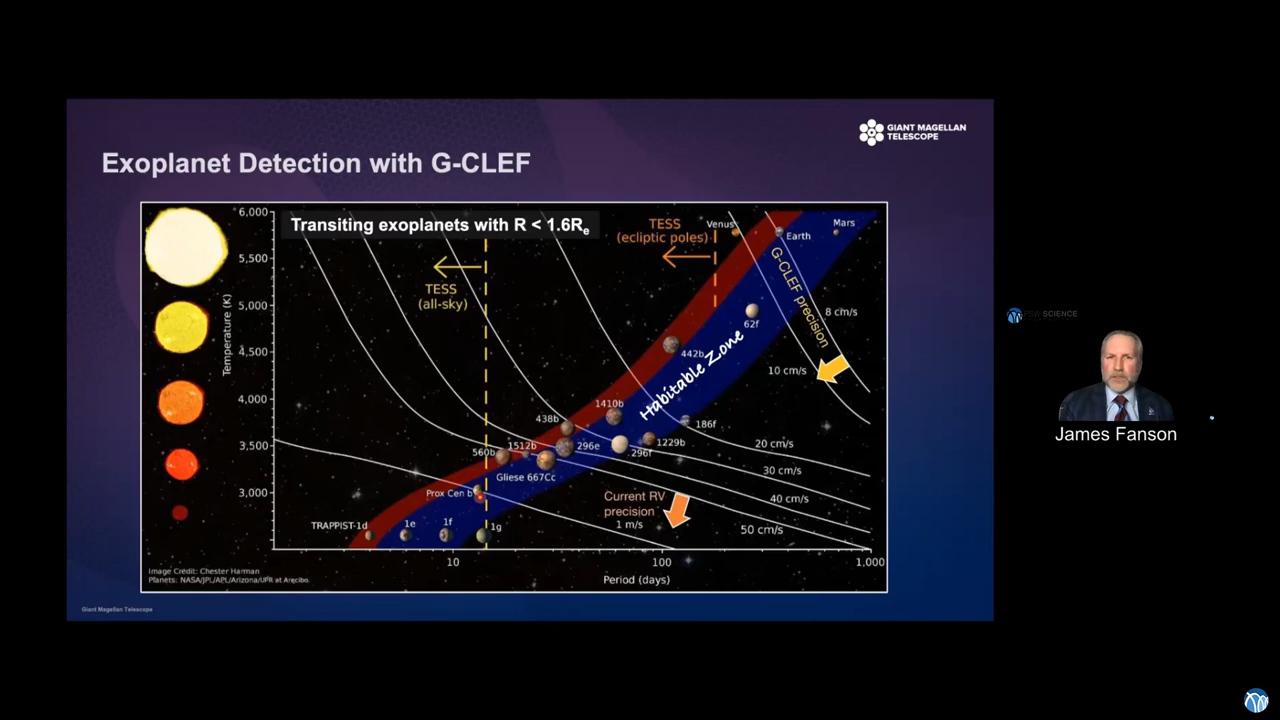 GIANT MAGELLAN
TELESCOPE
Exoplanet Detection with G-CLEF
Transiting exoplanets with R < 1.6Re
TESS
(ecliptic poles)
TESS
(all-sky)
Venus
Earth
Mars
G-CLEF precision
8 cm/s
10 cm/s
20 cm/s
30 cm/s
40 cm/s
50 cm/s
1 m/s
Current RV
precision
Habitable Zone
62f
442b
1410b
438b
186f
1229b
296f
296e
1512b
560b
Gliese 667Cc
Prox Cen b
TRAPPIST-1d
1e
1f
1g
Temperature (K)
6,000
5,500
5,000
4,500
4,000
3,500
3,000
10
100
1,000
Period (days)
Image Credit: Chester Harman
Planets: NASA/JPL/APL/Arizona/UPR at Arecibo
Giant Magellan Telescope
PSW SCIENCE
James Fanson